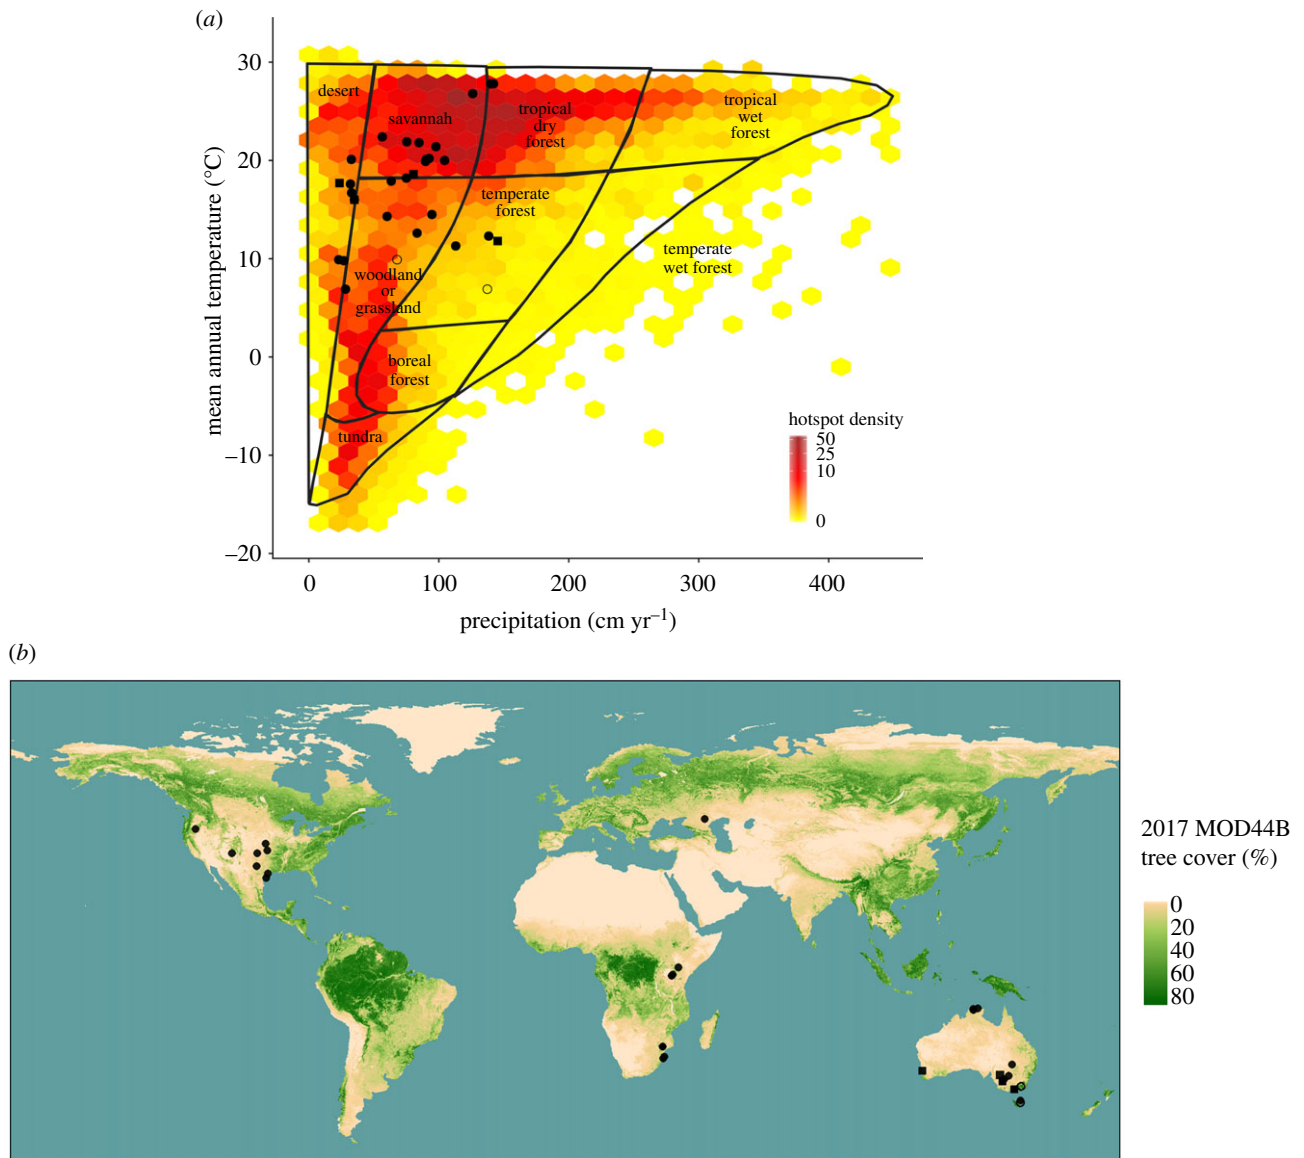 (a)
30
20
10
0
−10
−20
mean annual temperature (°C)
desert
savannah
tropical
dry
forest
tropical
wet
forest
temperate
forest
temperate
wet forest
woodland
or
grassland
boreal
forest
tundra
hotspot density
50
25
10
0
0 100 200 300 400
precipitation (cm yr−1)
(b)
2017 MOD44B
tree cover (%)
0
20
40
60
80